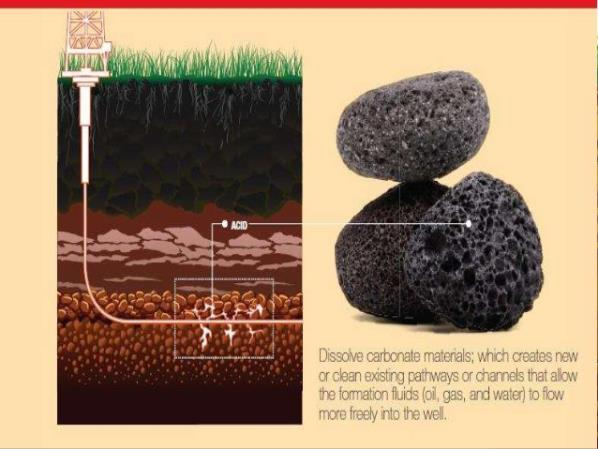 ACID
Dissolve carbonate materials; which creates new
or clean existing pathways or channels that allow
the formation fluids (oil, gas, and water) to flow
more freely into the well.